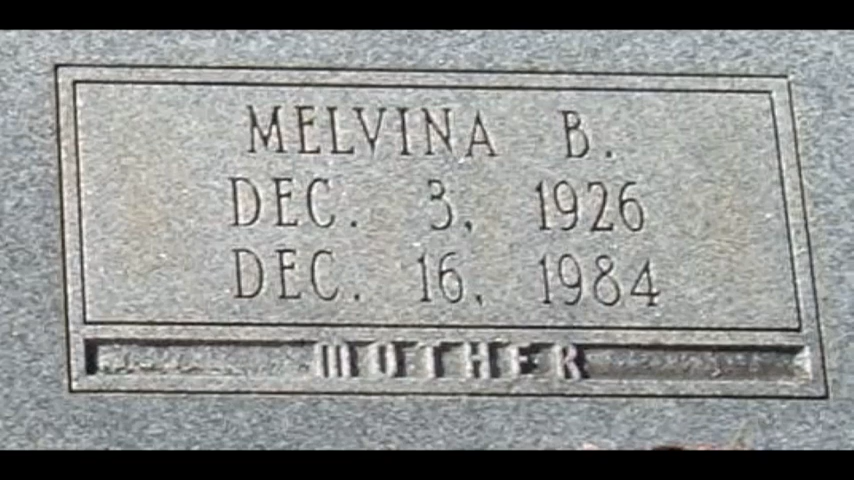 MELVINA B.
DEC. 3, 1926
DEC. 16, 1984
MOTHER